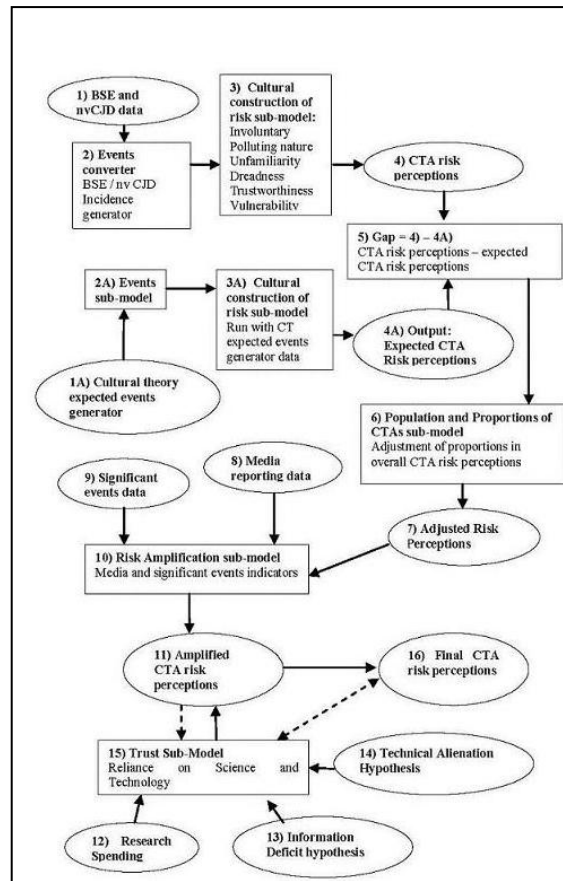 1) BSE and
nvCJD data
2) Events
converter
BSE / nv CJD
Incidence
generator
3) Cultural
construction of
risk sub-model:
Involuntary
Polluting nature
Unfamiliarity
Dreadness
Trustworthiness
Vulnerability
4) CTA risk
perceptions
5) Gap = 4) – 4A)
CTA risk perceptions – expected
CTA risk perceptions
2A) Events
sub-model
3A) Cultural
construction of
risk sub-model
Run with CT
expected events
generator data
4A) Output:
Expected CTA
Risk perceptions
1A) Cultural theory
expected events
generator
6) Population and Proportions of
CTAs sub-model
Adjustment of proportions in
overall CTA risk perceptions
9) Significant
events data
8) Media
reporting data
7) Adjusted Risk
Perceptions
10) Risk Amplification sub-model
Media and significant events indicators
11) Amplified
CTA risk
perceptions
16) Final CTA
risk perceptions
15) Trust Sub-Model
Reliance on Science and
Technology
14) Technical Alienation
Hypothesis
12) Research
Spending
13) Information
Deficit hypothesis